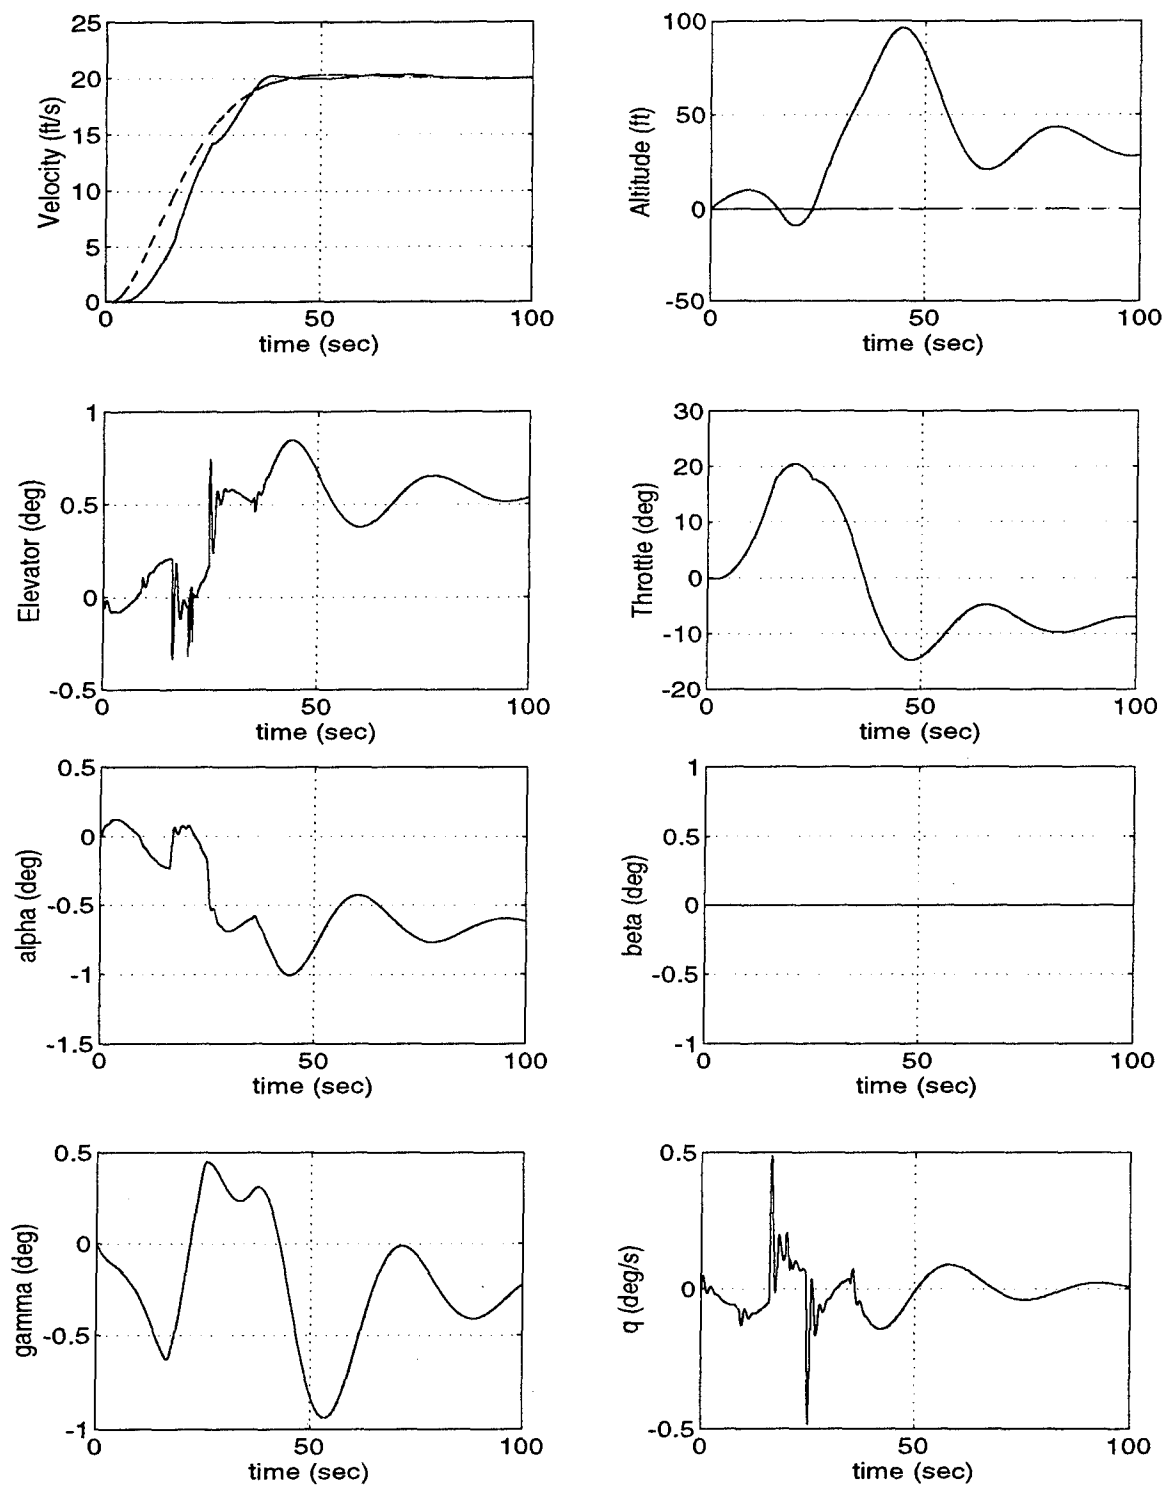 25
20
15
10
5
0
Velocity (ft/s)
0 50 100
time (sec)
100
50
0
-50
Altitude (ft)
0 50 100
time (sec)
1
0.5
0
-0.5
Elevator (deg)
0 50 100
time (sec)
30
20
10
0
-10
-20
Throttle (deg)
0 50 100
time (sec)
0.5
0
-0.5
-1
-1.5
alpha (deg)
0 50 100
time (sec)
1
0.5
0
-0.5
-1
beta (deg)
0 50 100
time (sec)
0.5
0
-0.5
-1
gamma (deg)
0 50 100
time (sec)
0.5
0
-0.5
q (deg/s)
0 50 100
time (sec)